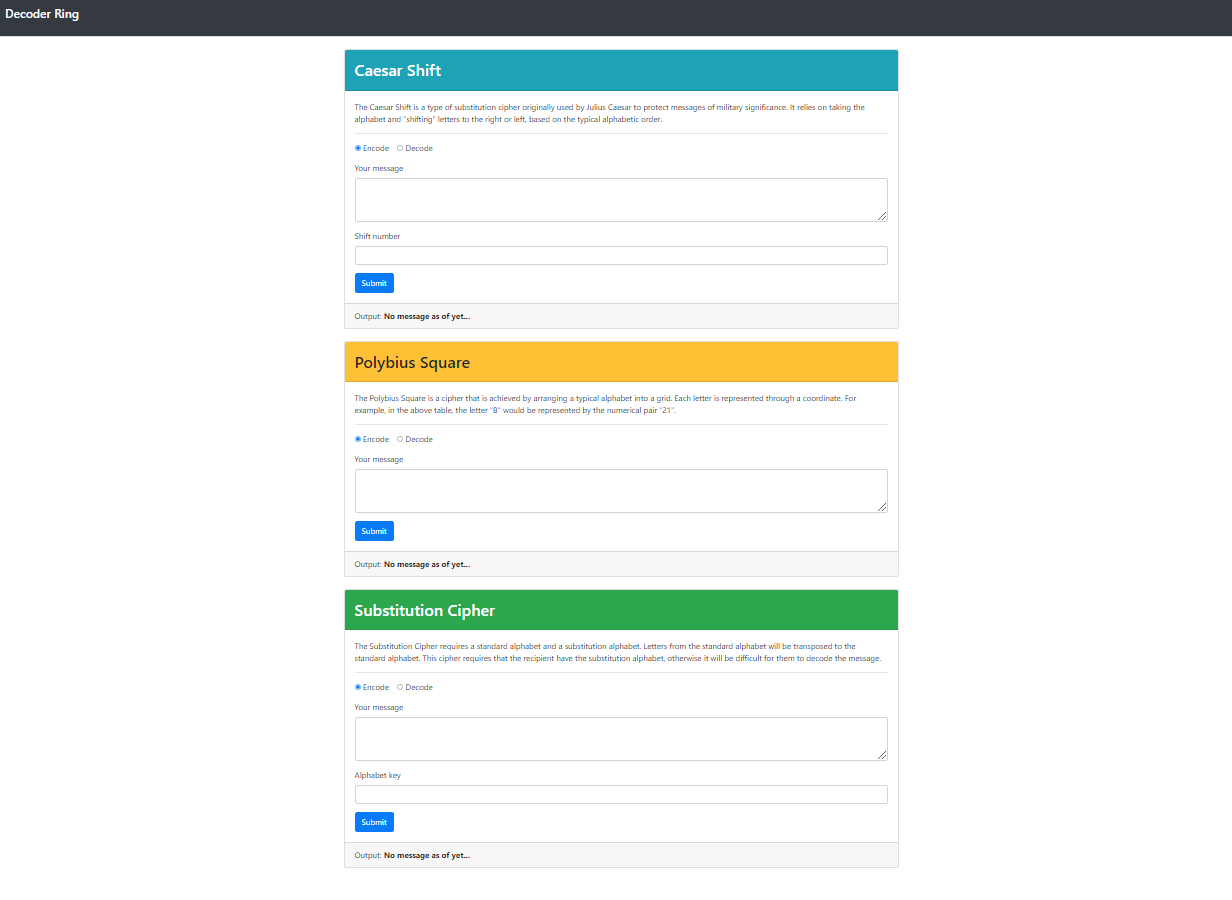 Decoder Ring
Caesar Shift
The Caesar Shift is a type of substitution cipher originally used by Julius Caesar to protect messages of military significance. It relies on taking the
alphabet and "shifting" letters to the right or left, based on the typical alphabetic order.
Encode Decode
Your message
Shift number
Submit
Output: No message as of yet...
Polybius Square
The Polybius Square is a cipher that is achieved by arranging a typical alphabet into a grid. Each letter is represented through a coordinate. For
example, in the above table, the letter "B" would be represented by the numerical pair "21".
Encode Decode
Your message
Submit
Output: No message as of yet...
Substitution Cipher
The Substitution Cipher requires a standard alphabet and a substitution alphabet. Letters from the standard alphabet will be transposed to the
standard alphabet. This cipher requires that the recipient have the substitution alphabet, otherwise it will be difficult for them to decode the message.
Encode Decode
Your message
Alphabet key
Submit
Output: No message as of yet...